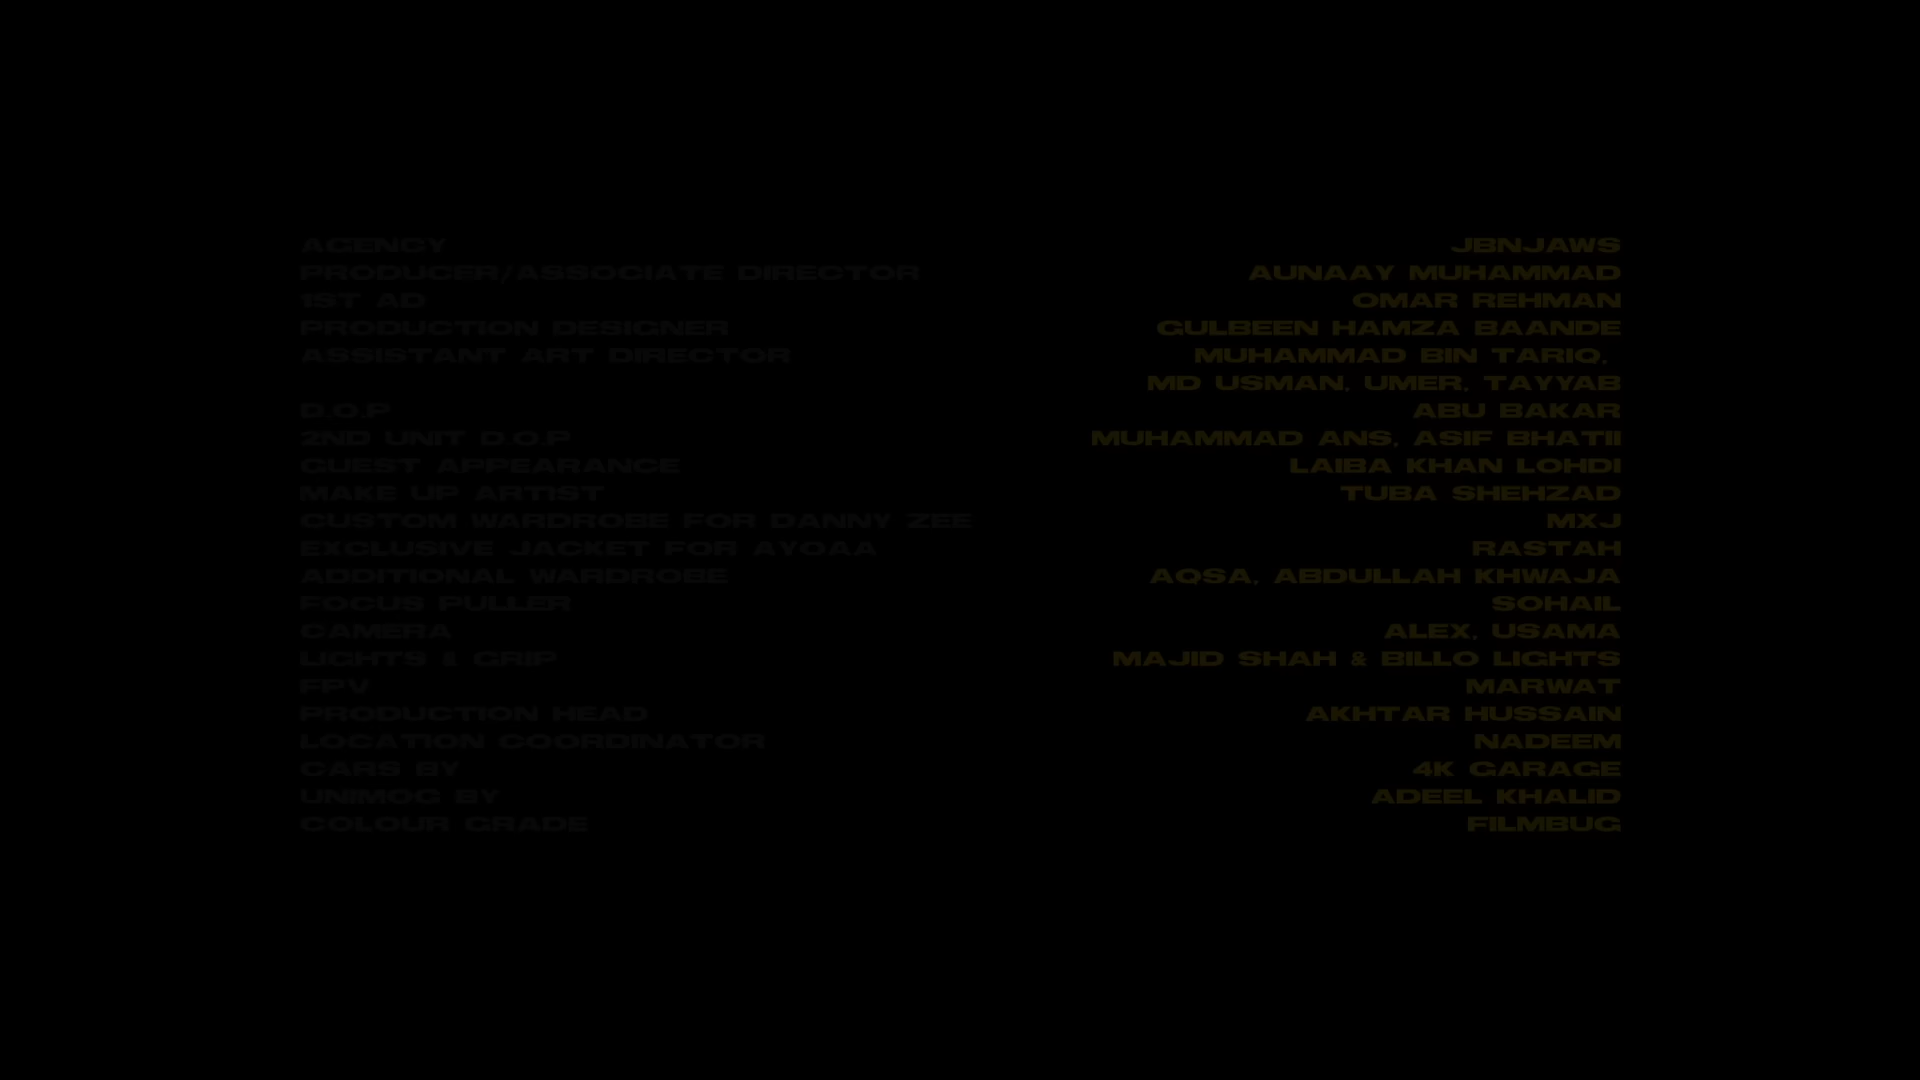 AGENCY JBNJAWS
PRODUCER/ASSOCIATE DIRECTOR AUNAAY MUHAMMAD
1ST AD OMAR REHMAN
PRODUCTION DESIGNER GULBEEN HAMZA BAANDE
ASSISTANT ART DIRECTOR MUHAMMAD BIN TARIQ,
MD USMAN, UMER, TAYYAB
D.O.P ABU BAKAR
2ND UNIT D.O.P MUHAMMAD ANS, ASIF BHATII
GUEST APPEARANCE LAIBA KHAN LOHDI
MAKE UP ARTIST TUBA SHEHZAD
CUSTOM WARDROBE FOR DANNY ZEE MXJ
EXCLUSIVE JACKET FOR AYOAA RASTAH
ADDITIONAL WARDROBE AQSA, ABDULLAH KHWAJA
FOCUS PULLER SOHAIL
CAMERA ALEX, USAMA
LIGHTS & GRIP MAJID SHAH & BILLO LIGHTS
FPV MARWAT
PRODUCTION HEAD AKHTAR HUSSAIN
LOCATION COORDINATOR NADEEM
CARS BY 4K GARAGE
UNIMOG BY ADEEL KHALID
COLOUR GRADE FILMBUG